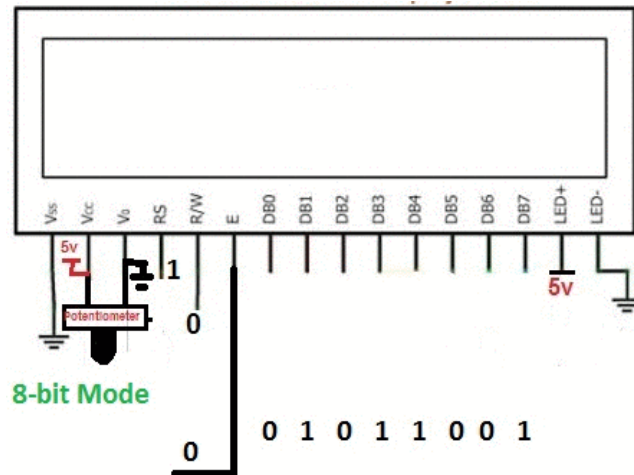 Vss Vcc Vo RS R/W E DB0 DB1 DB2 DB3 DB4 DB5 DB6 DB7 LED+ LED-
5v
1
5v
Potentiometer
0
8-bit Mode
0 1 0 1 1 0 0 1
0